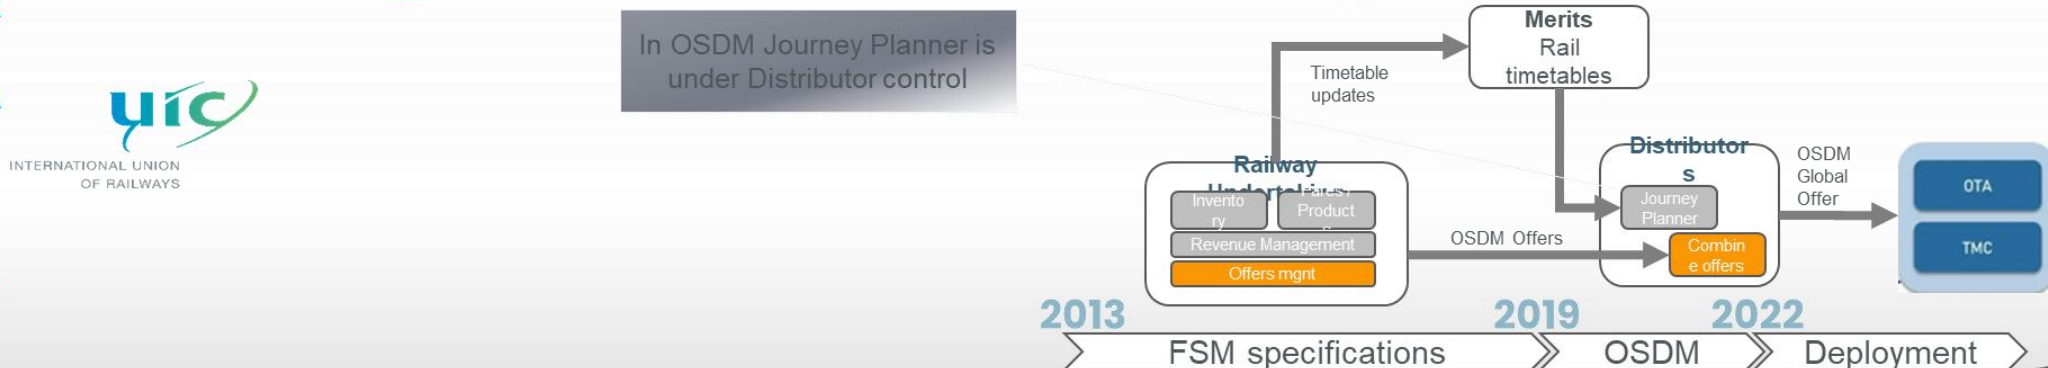 In OSDM Journey Planner is
under Distributor control
uic
INTERNATIONAL UNION
OF RAILWAYS
Merits
Rail
timetables
Timetable
updates
Railway
Invento
ry
Product
Revenue Management
Offers mgnt
OSDM Offers
Distributor
s
Journey
Planner
Combin
e offers
OSDM
Global
Offer
OTA
TMC
2013
2019
2022
FSM specifications
OSDM
Deployment